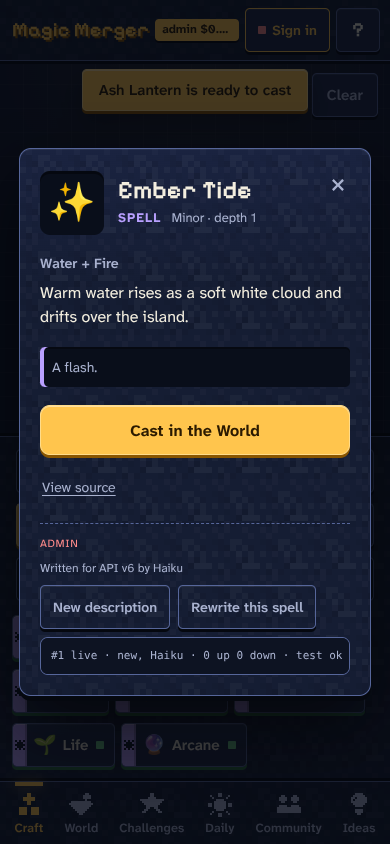 Magic Merger
admin $0....
Sign in
?
Ash Lantern is ready to cast
Clear
Ember Tide
×
SPELL Minor · depth 1
Water + Fire
Warm water rises as a soft white cloud and
drifts over the island.
A flash.
Cast in the World
View source
ADMIN
Written for API v6 by Haiku
New description
Rewrite this spell
#1 live · new, Haiku · 0 up 0 down · test ok
Life
Arcane
Craft
World
Challenges
Daily
Community
Ideas